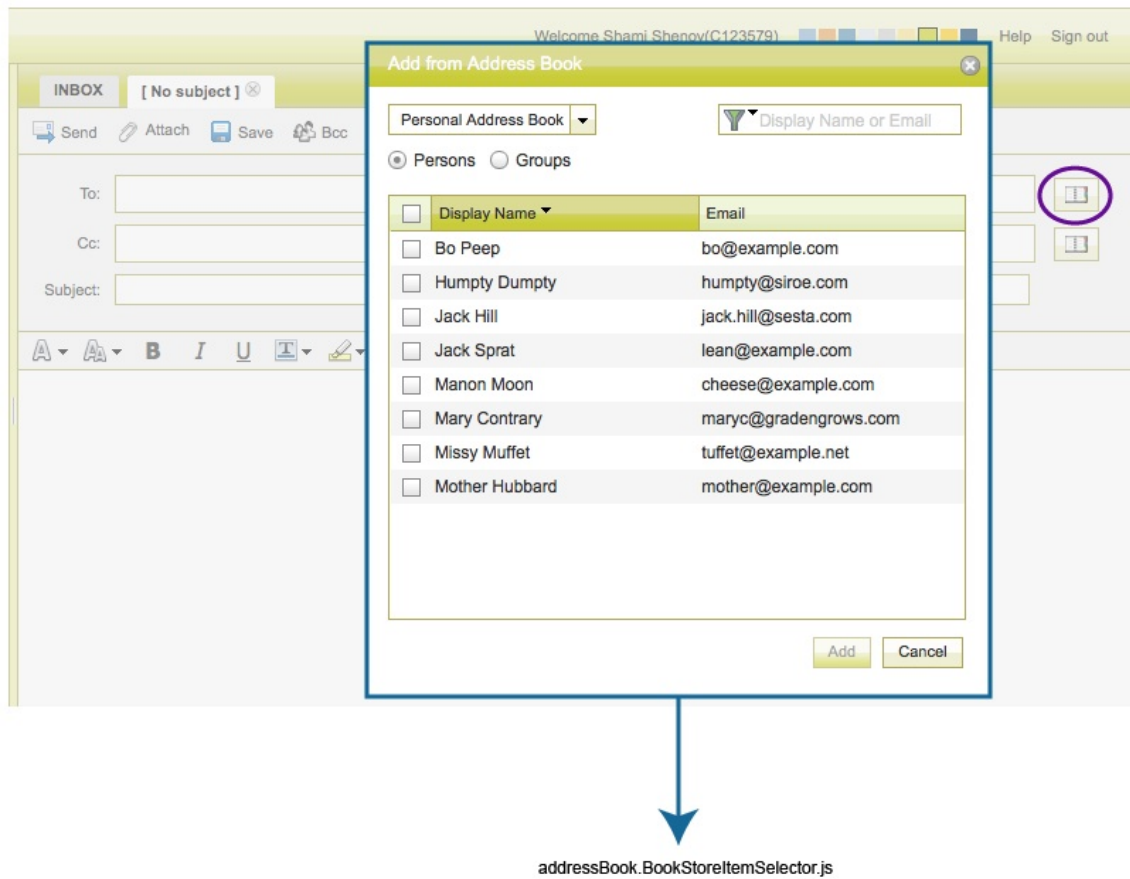 Welcome Shami Shenoy(C123579) Help Sign out
Add from Address Book
INBOX [ No subject ]
Personal Address Book Display Name or Email
Send Attach Save Bcc
Persons Groups
To:
Display Name Email
Cc:
Bo Peep bo@example.com
Humpty Dumpty humpty@siroe.com
Subject:
Jack Hill jack.hill@sesta.com
A A B I U T
Jack Sprat lean@example.com
Manon Moon cheese@example.com
Mary Contrary maryc@gradengrows.com
Missy Muffet tuffet@example.net
Mother Hubbard mother@example.com
Add Cancel
addressBook.BookStoreItemSelector.js